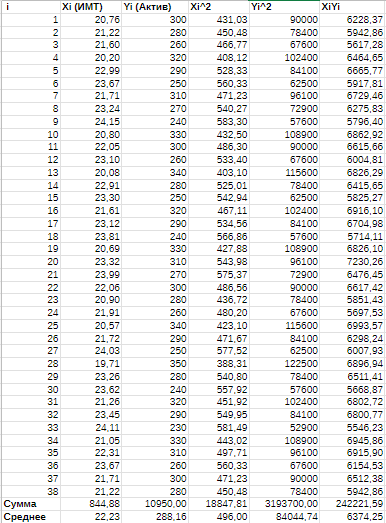 i Xi (ИМТ) Yi (Актив) Xi^2 Yi^2 XiYi
1 20,76 300 431,03 90000 6228,37
2 21,22 280 450,48 78400 5942,86
3 21,60 260 466,77 67600 5617,28
4 20,20 320 408,12 102400 6464,65
5 22,99 290 528,33 84100 6665,77
6 23,67 250 560,33 62500 5917,81
7 21,71 310 471,23 96100 6729,46
8 23,24 270 540,27 72900 6275,83
9 24,15 240 583,30 57600 5796,40
10 20,80 330 432,50 108900 6862,92
11 22,05 300 486,30 90000 6615,66
12 23,10 260 533,40 67600 6004,81
13 20,08 340 403,10 115600 6826,29
14 22,91 280 525,01 78400 6415,65
15 23,30 250 542,94 62500 5825,27
16 21,61 320 467,11 102400 6916,10
17 23,12 290 534,56 84100 6704,98
18 23,81 240 566,86 57600 5714,11
19 20,69 330 427,88 108900 6826,10
20 23,32 310 543,98 96100 7230,26
21 23,99 270 575,37 72900 6476,45
22 22,06 300 486,56 90000 6617,42
23 20,90 280 436,72 78400 5851,43
24 21,91 260 480,20 67600 5697,53
25 20,57 340 423,10 115600 6993,57
26 21,72 290 471,67 84100 6298,24
27 24,03 250 577,52 62500 6007,93
28 19,71 350 388,31 122500 6896,94
29 23,26 280 540,80 78400 6511,41
30 23,62 240 557,92 57600 5668,87
31 21,26 320 451,92 102400 6802,72
32 23,45 290 549,95 84100 6800,77
33 24,11 230 581,49 52900 5546,23
34 21,05 330 443,02 108900 6945,86
35 22,31 310 497,71 96100 6915,90
36 23,67 260 560,33 67600 6154,53
37 21,71 300 471,23 90000 6512,38
38 21,22 280 450,48 78400 5942,86
Сумма 844,88 10950,00 18847,81 3193700,00 242221,59
Среднее 22,23 288,16 496,00 84044,74 6374,25